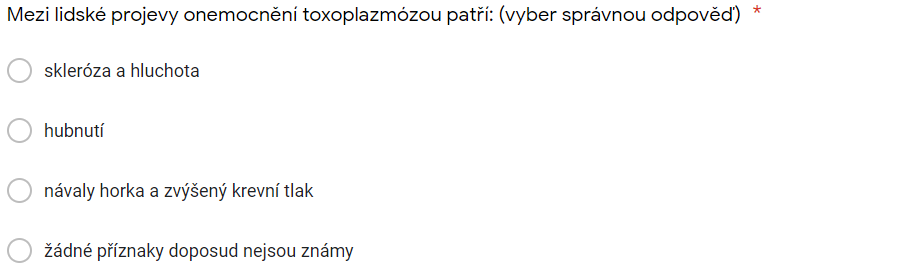 Mezi lidské projevy onemocnění toxoplazmózou patří: (vyber správnou odpověď) *
skleróza a hluchota
hubnutí
návaly horka a zvýšený krevní tlak
žádné příznaky doposud nejsou známy